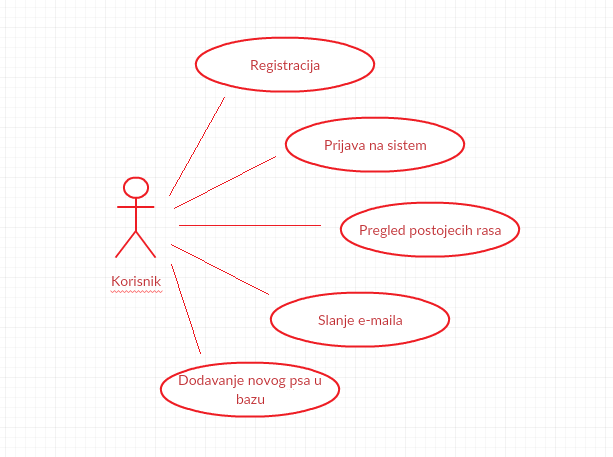 Registracija
Prijava na sistem
Pregled postojecih rasa
Korisnik
Slanje e-maila
Dodavanje novog psa u
bazu